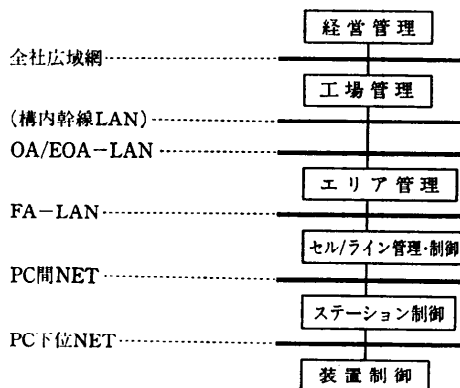 経営管理
全社広域網
工場管理
(構内幹線LAN)
OA/EOA-LAN
エリア管理
FA-LAN
セル/ライン管理・制御
PC間NET
ステーション制御
PC下位NET
装置制御